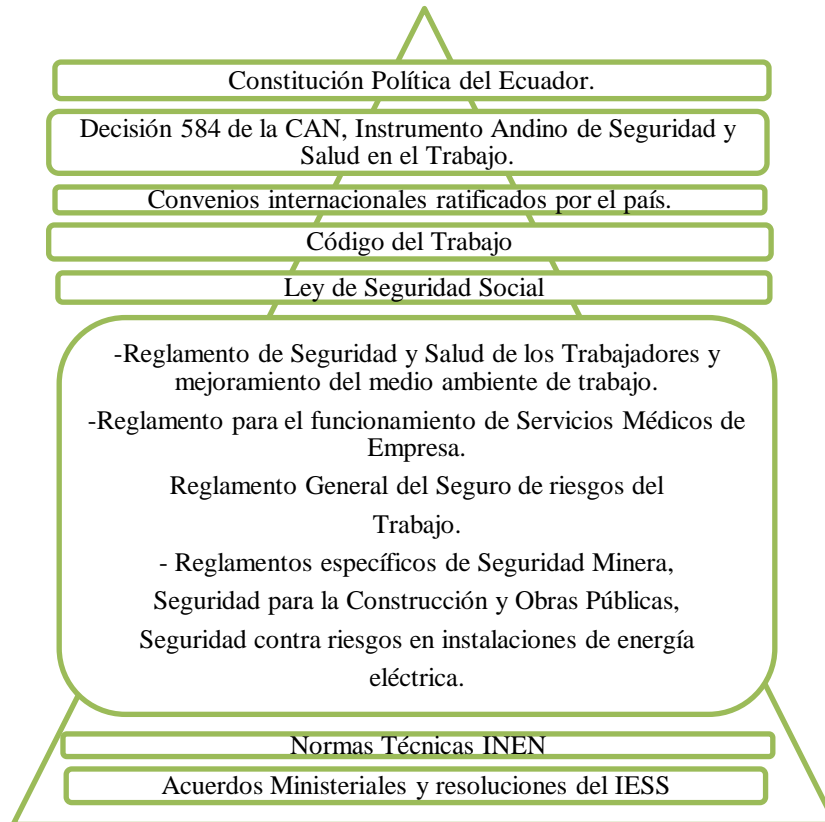 Constitución Política del Ecuador.
Decisión 584 de la CAN, Instrumento Andino de Seguridad y
Salud en el Trabajo.
Convenios internacionales ratificados por el país.
Código del Trabajo
Ley de Seguridad Social
-Reglamento de Seguridad y Salud de los Trabajadores y
mejoramiento del medio ambiente de trabajo.
-Reglamento para el funcionamiento de Servicios Médicos de
Empresa.
Reglamento General del Seguro de riesgos del
Trabajo.
- Reglamentos específicos de Seguridad Minera,
Seguridad para la Construcción y Obras Públicas,
Seguridad contra riesgos en instalaciones de energía
eléctrica.
Normas Técnicas INEN
Acuerdos Ministeriales y resoluciones del IESS